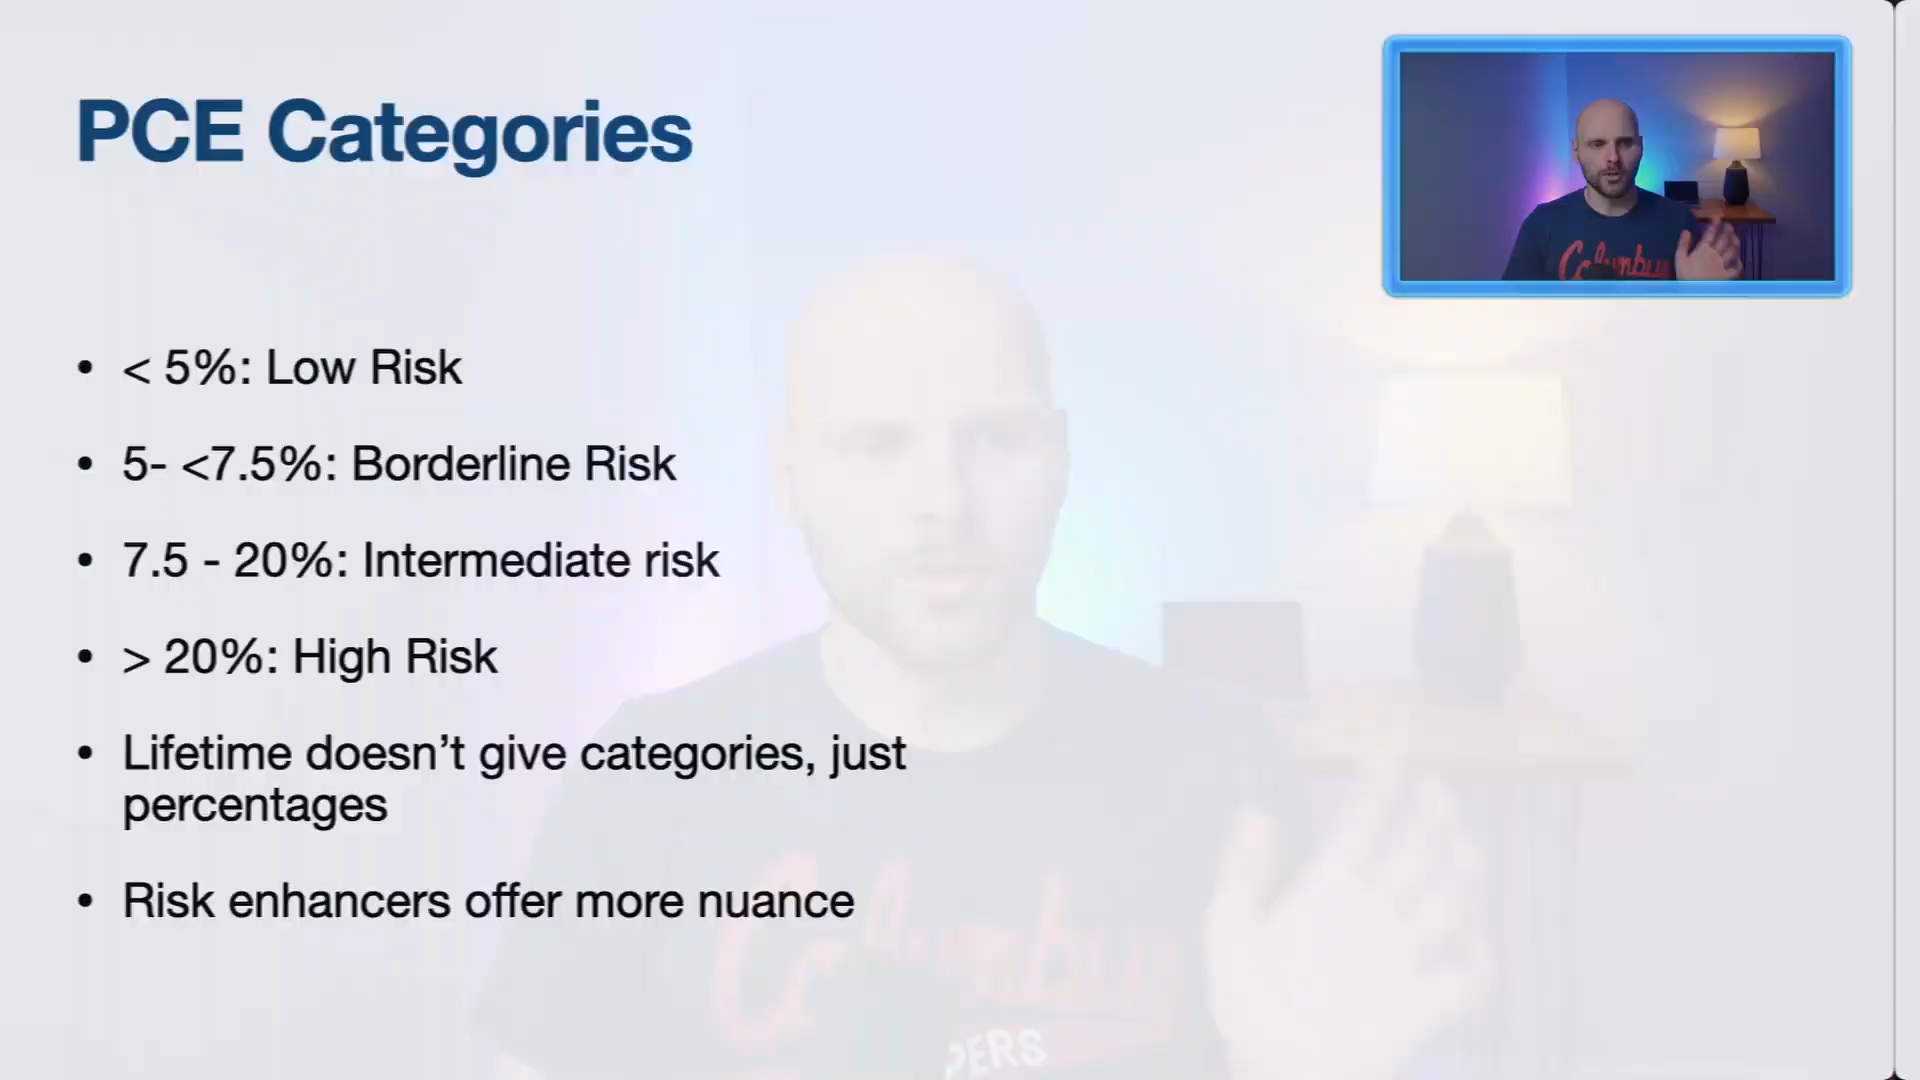 PCE Categories
• < 5%: Low Risk
• 5- <7.5%: Borderline Risk
• 7.5 - 20%: Intermediate risk
• > 20%: High Risk
• Lifetime doesn’t give categories, just
percentages
• Risk enhancers offer more nuance
Columbus